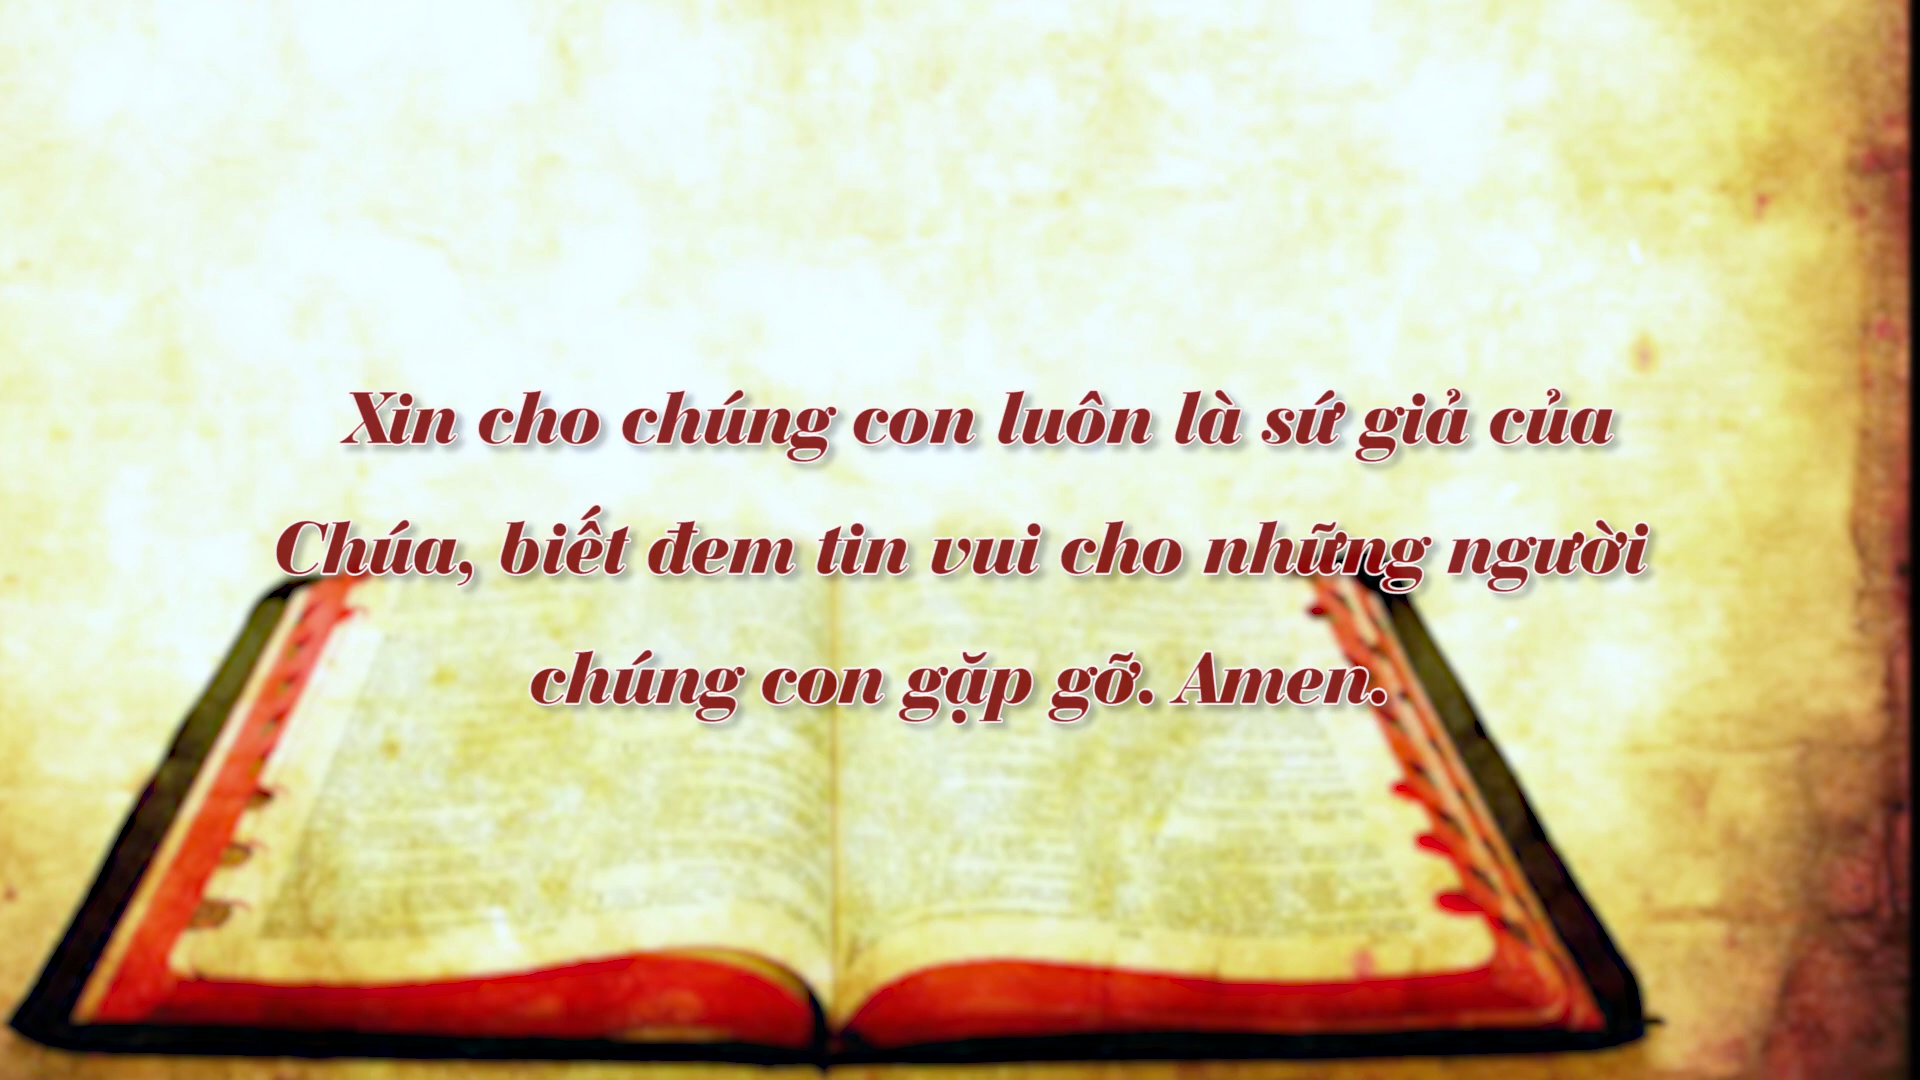 Xin cho chúng con luôn là sứ giả của
Chúa, biết đem tin vui cho những người
chúng con gặp gỡ. Amen.